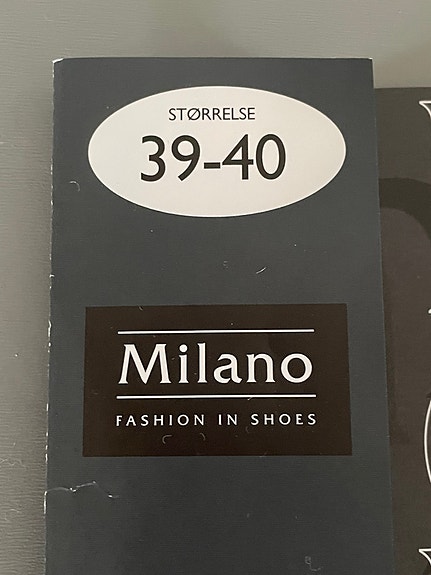 STØRRELSE
39-40
Milano
FASHION IN SHOES